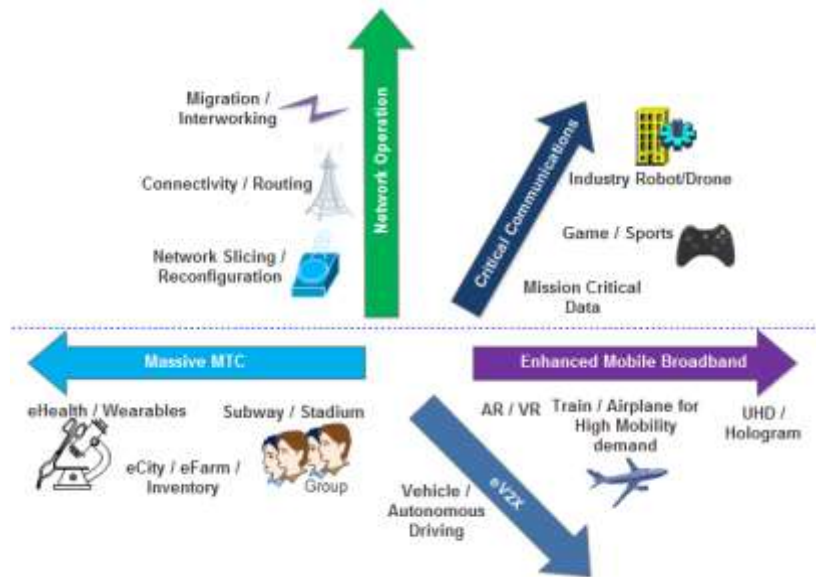 Migration /
Interworking
Connectivity / Routing
Network Slicing /
Reconfiguration
Network Operation
Critical Communications
Industry Robot/Drone
Game / Sports
Mission Critical
Data
Massive MTC
Enhanced Mobile Broadband
eHealth / Wearables
Subway / Stadium
eCity / eFarm /
Inventory
Group
eV2X
Vehicle /
Autonomous
Driving
AR / VR
Train / Airplane for
High Mobility
demand
UHD /
Hologram